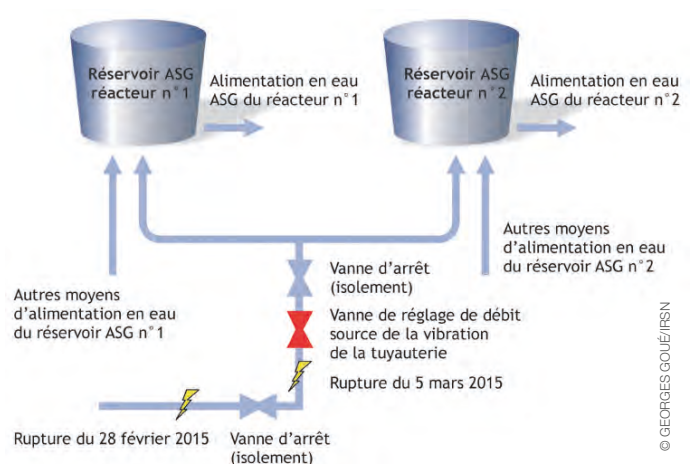 Réservoir ASG
réacteur n°1
Alimentation en eau
ASG du réacteur n°1
Réservoir ASG
réacteur n°2
Alimentation en eau
ASG du réacteur n°2
Autres moyens
d'alimentation en eau
du réservoir ASG n°2
Vanne d'arrêt
(isolement)
Autres moyens
d'alimentation en eau
du réservoir ASG n°1
Vanne de réglage de débit
source de la vibration
de la tuyauterie
Rupture du 5 mars 2015
Rupture du 28 février 2015
Vanne d'arrêt
(isolement)
© GEORGES GOUÉ/IRSN